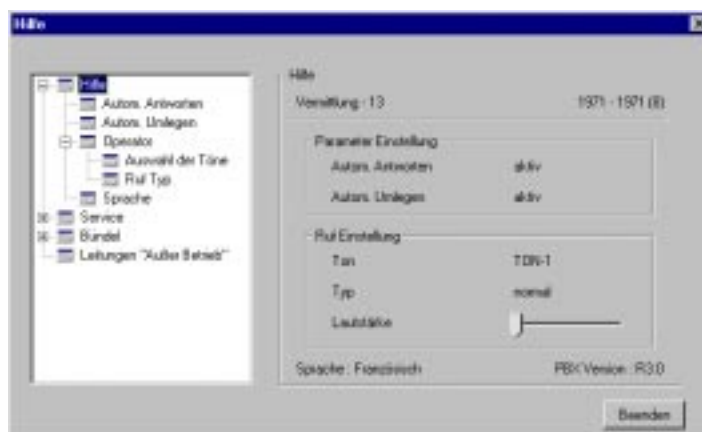 Hilfe
Hilfe
Autom. Antworten
Autom. Umlegen
Operator
Auswahl der Töne
Ruf Typ
Sprache
Service
Bündel
Leitungen "Außer Betrieb"
Hilfe
Vermittlung : 13 1971 - 1971 (8)
Parameter Einstellung
Autom. Antworten aktiv
Autom. Umlegen aktiv
Ruf Einstellung
Ton TON-1
Typ normal
Lautstärke
Sprache : Französisch PBX Version : R3.0
Beenden